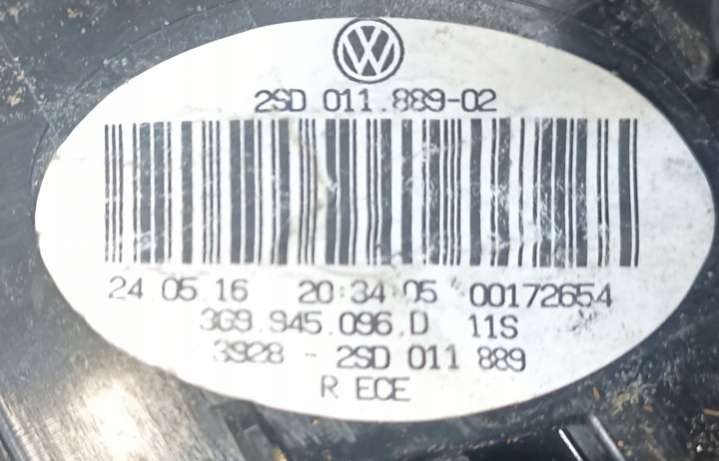 VW
2SD 011.889-02
24 05 16 20:34:05 00172654
3G9.945.096.D 11S
3928 - 2SD 011 889
R ECE